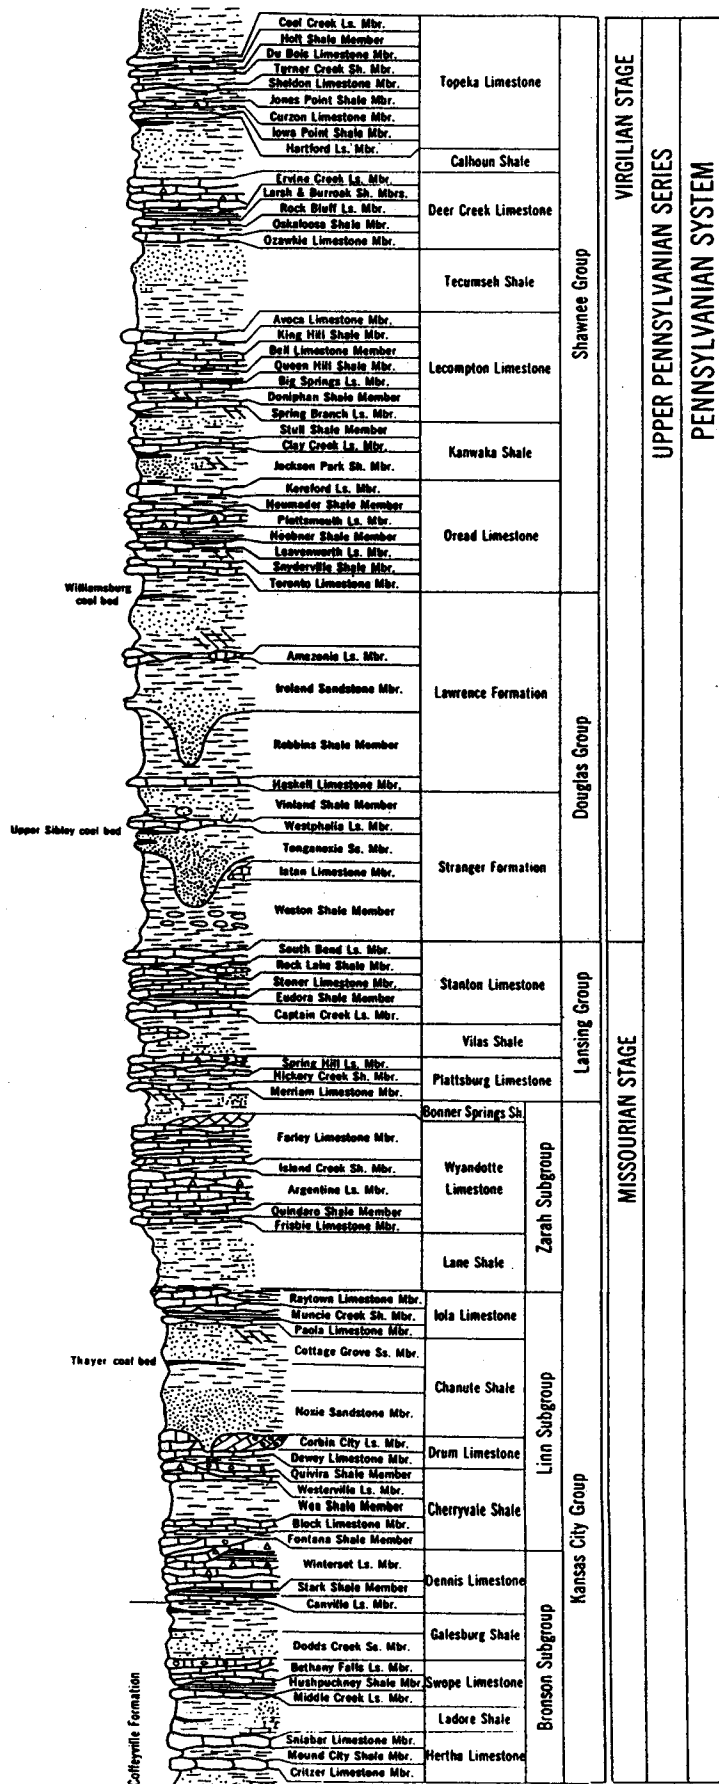 Coal Creek Ls. Mbr.
Holt Shale Member
Du Bois Limestone Mbr.
Turner Creek Sh. Mbr.
Sheldon Limestone Mbr.
Jones Point Shale Mbr.
Curzon Limestone Mbr.
Iowa Point Shale Mbr.
Hartford Ls. Mbr.
Topeka Limestone
Calhoun Shale
Ervine Creek Ls. Mbr.
Larsh & Burroak Sh. Mbrs.
Rock Bluff Ls. Mbr.
Oskaloosa Shale Mbr.
Ozawkie Limestone Mbr.
Deer Creek Limestone
Tecumseh Shale
Avoca Limestone Mbr.
King Hill Shale Mbr.
Beil Limestone Member
Queen Hill Shale Mbr.
Big Springs Ls. Mbr.
Doniphan Shale Member
Spring Branch Ls. Mbr.
Lecompton Limestone
Stull Shale Member
Clay Creek Ls. Mbr.
Jackson Park Sh. Mbr.
Kanwaka Shale
Kereford Ls. Mbr.
Heumader Shale Member
Plattsmouth Ls. Mbr.
Heebner Shale Member
Leavenworth Ls. Mbr.
Snyderville Shale Mbr.
Toronto Limestone Mbr.
Oread Limestone
Shawnee Group
Williamsburg
coal bed
Amazonia Ls. Mbr.
Ireland Sandstone Mbr.
Robbins Shale Member
Haskell Limestone Mbr.
Lawrence Formation
Vinland Shale Member
Westphalia Ls. Mbr.
Upper Sibley coal bed
Tonganoxie Ss. Mbr.
Iatan Limestone Mbr.
Weston Shale Member
Stranger Formation
Douglas Group
VIRGILIAN STAGE
South Bend Ls. Mbr.
Rock Lake Shale Mbr.
Stoner Limestone Mbr.
Eudora Shale Member
Captain Creek Ls. Mbr.
Stanton Limestone
Vilas Shale
Spring Hill Ls. Mbr.
Hickory Creek Sh. Mbr.
Merriam Limestone Mbr.
Plattsburg Limestone
Lansing Group
Bonner Springs Sh.
Farley Limestone Mbr.
Island Creek Sh. Mbr.
Argentine Ls. Mbr.
Quindaro Shale Member
Frisbie Limestone Mbr.
Wyandotte
Limestone
Lane Shale
Zarah Subgroup
Raytown Limestone Mbr.
Muncie Creek Sh. Mbr.
Paola Limestone Mbr.
Iola Limestone
Thayer coal bed
Cottage Grove Ss. Mbr.
Noxie Sandstone Mbr.
Chanute Shale
Corbin City Ls. Mbr.
Dewey Limestone Mbr.
Drum Limestone
Quivira Shale Member
Westerville Ls. Mbr.
Wea Shale Member
Block Limestone Mbr.
Fontana Shale Member
Cherryvale Shale
Linn Subgroup
Winterset Ls. Mbr.
Stark Shale Member
Canville Ls. Mbr.
Dennis Limestone
Dodds Creek Ss. Mbr.
Galesburg Shale
Bethany Falls Ls. Mbr.
Hushpuckney Shale Mbr.
Middle Creek Ls. Mbr.
Swope Limestone
Ladore Shale
Sniabar Limestone Mbr.
Mound City Shale Mbr.
Critzer Limestone Mbr.
Hertha Limestone
Bronson Subgroup
Kansas City Group
MISSOURIAN STAGE
UPPER PENNSYLVANIAN SERIES
PENNSYLVANIAN SYSTEM
Coffeyville Formation